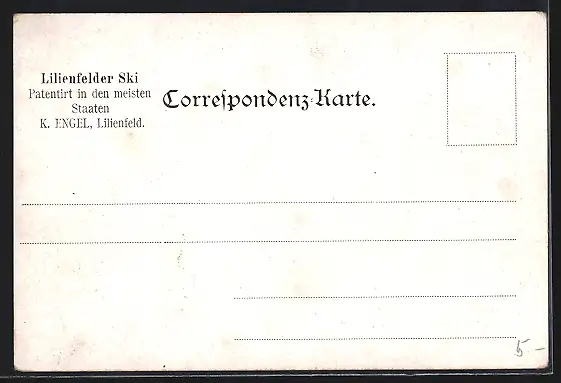 Lilienfelder Ski
Patentirt in den meisten
Staaten
K. ENGEL, Lilienfeld.
Correſpondenz-Karte.
5-